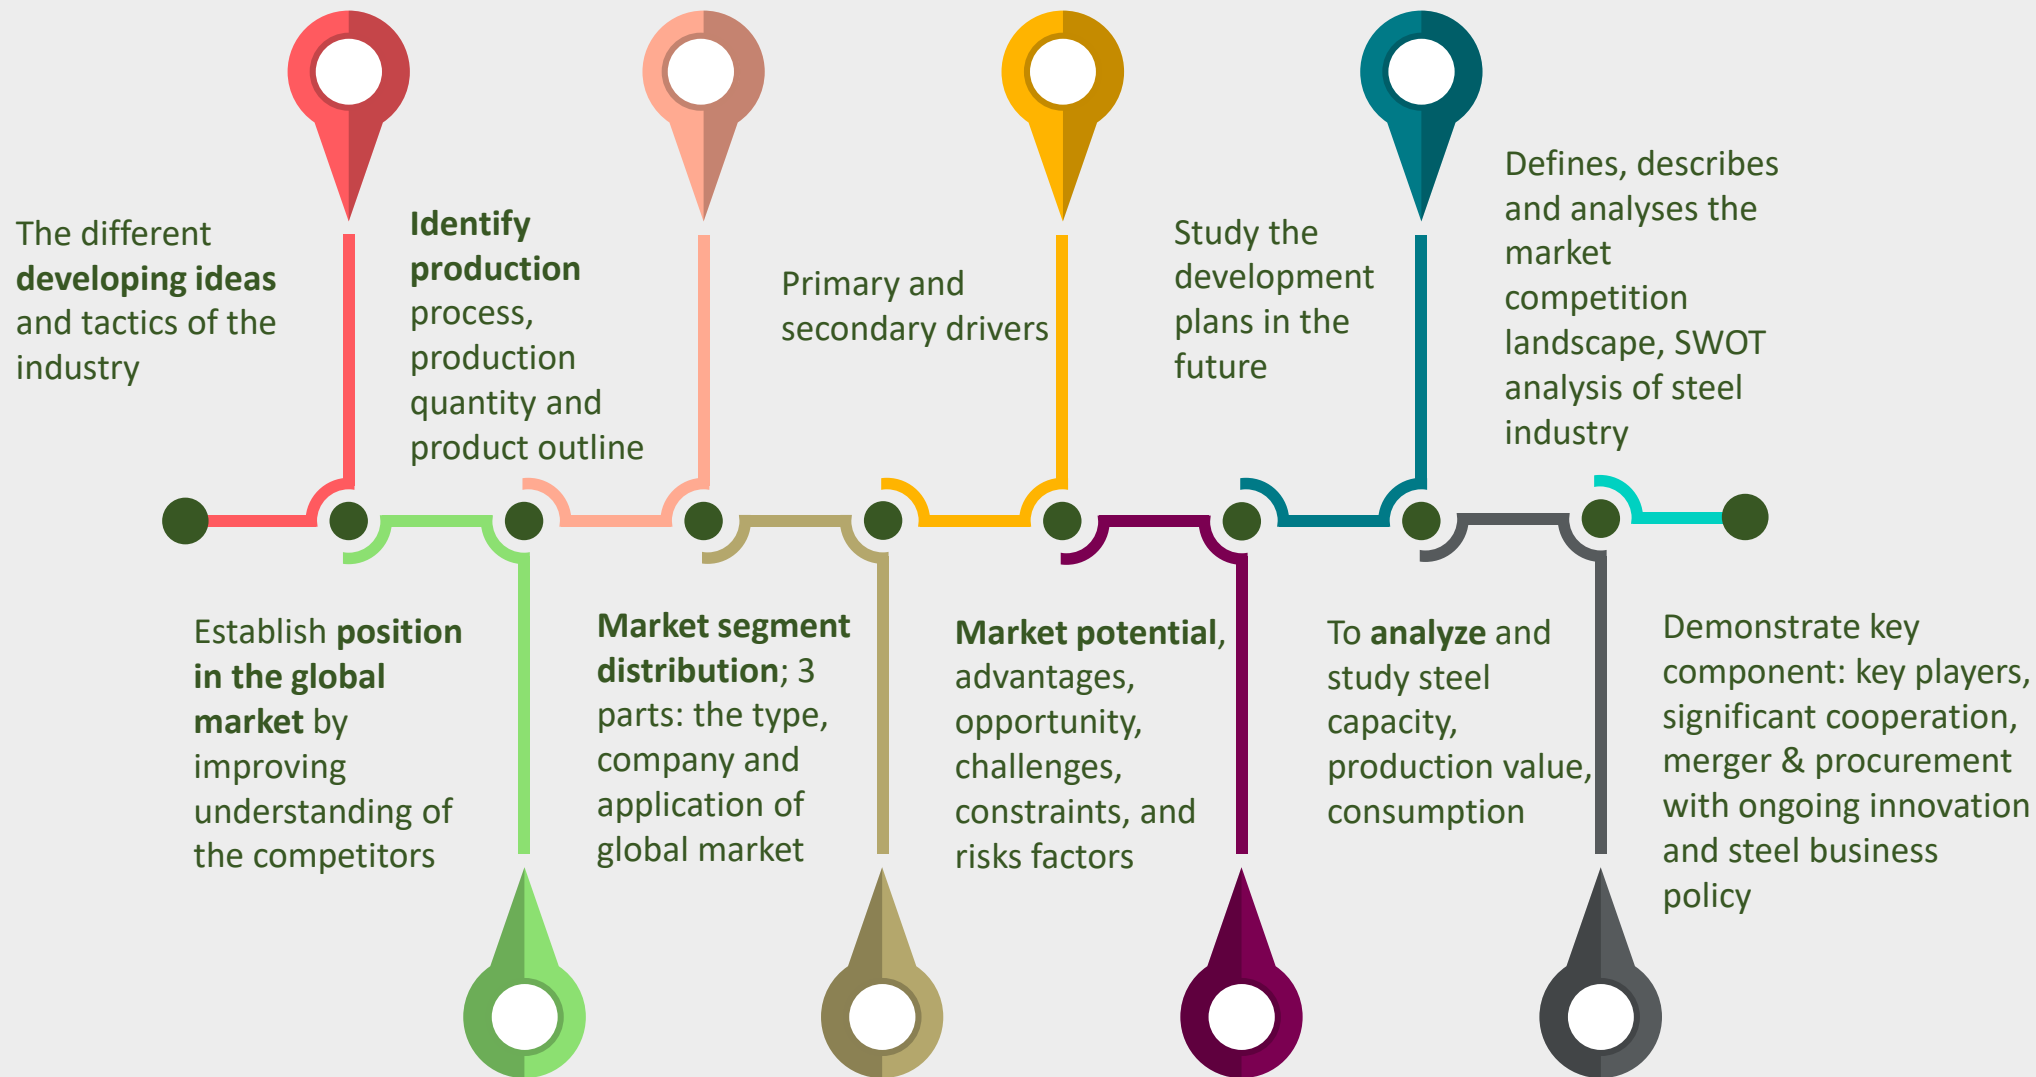 The different
developing ideas
and tactics of the
industry
Identify
production
process,
production
quantity and
product outline
Primary and
secondary drivers
Study the
development
plans in the
future
Defines, describes
and analyses the
market
competition
landscape, SWOT
analysis of steel
industry
Establish position
in the global
market by
improving
understanding of
the competitors
Market segment
distribution; 3
parts: the type,
company and
application of
global market
Market potential,
advantages,
opportunity,
challenges,
constraints, and
risks factors
To analyze and
study steel
capacity,
production value,
consumption
Demonstrate key
component: key players,
significant cooperation,
merger & procurement
with ongoing innovation
and steel business
policy